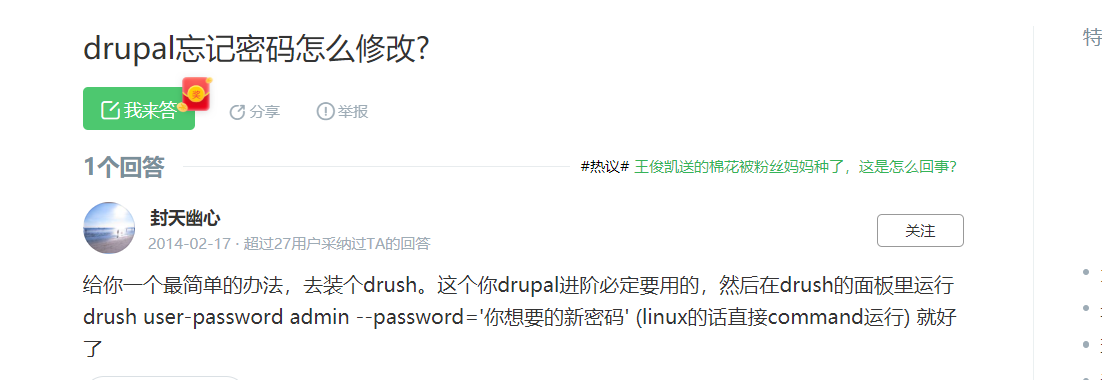 drupal忘记密码怎么修改?
特
奖
我来答
分享
举报
1个回答
#热议# 王俊凯送的棉花被粉丝妈妈种了，这是怎么回事?
封天幽心
2014-02-17 · 超过27用户采纳过TA的回答
关注
给你一个最简单的办法，去装个drush。这个你drupal进阶必定要用的，然后在drush的面板里运行
drush user-password admin --password='你想要的新密码' (linux的话直接command运行) 就好
了